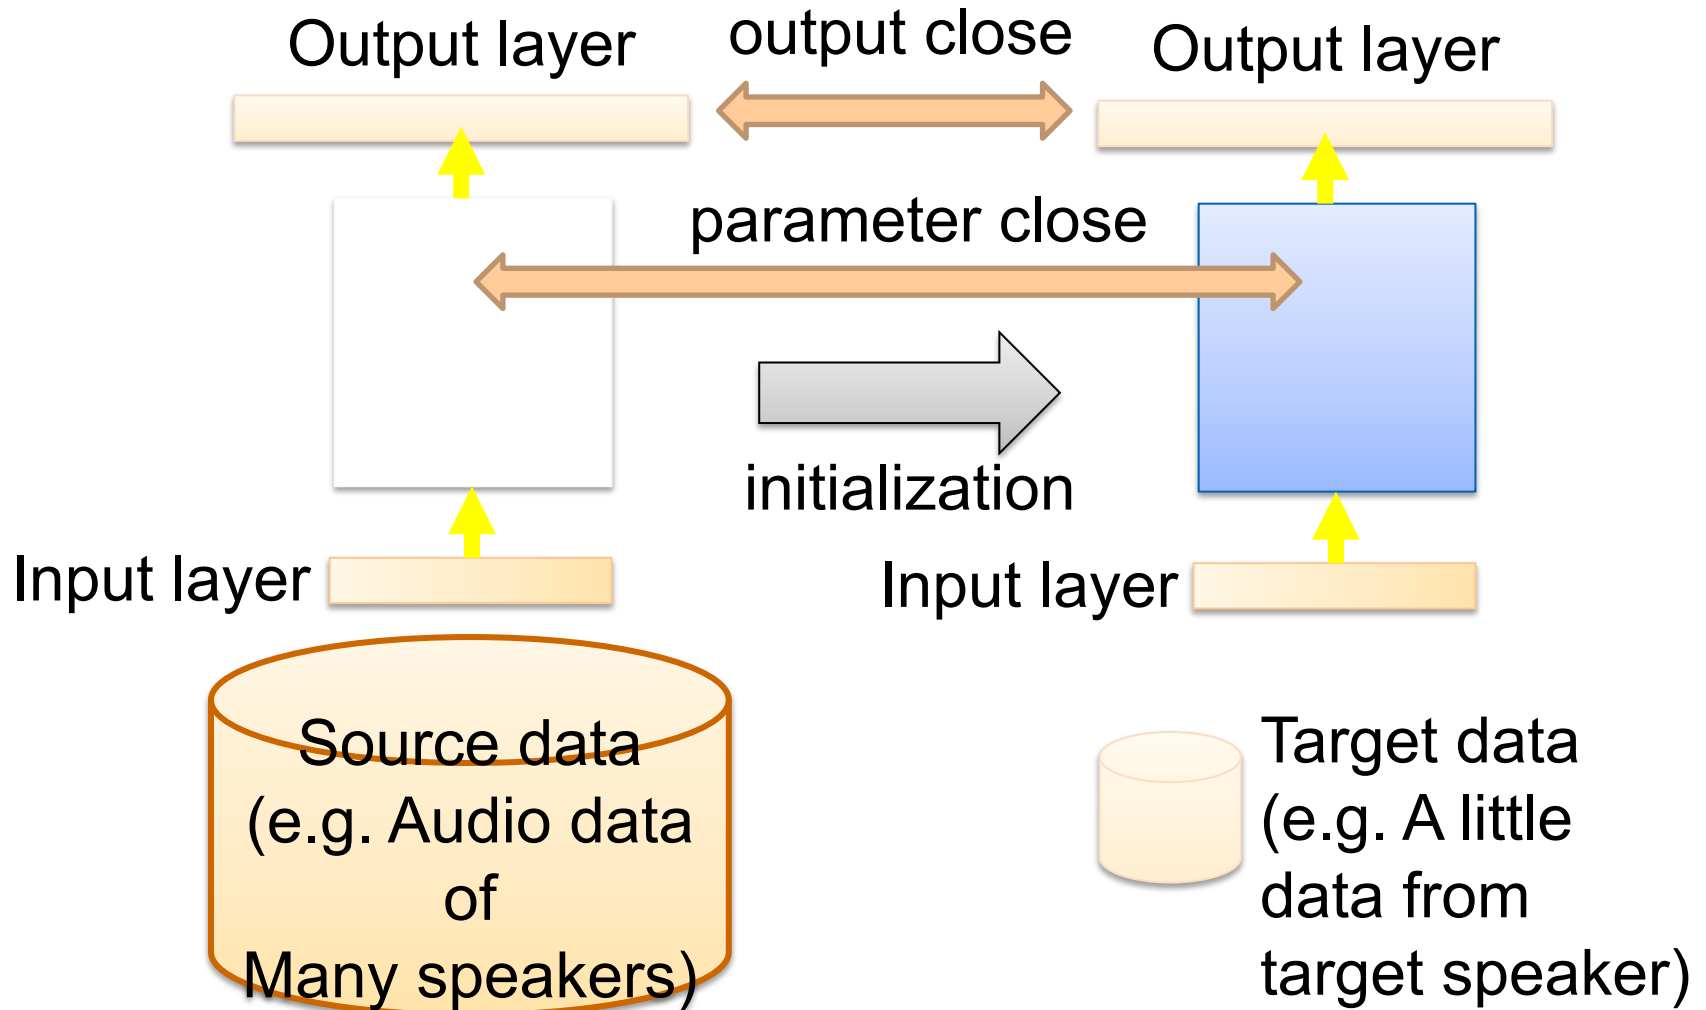 Output layer
output close
Output layer
parameter close
initialization
Input layer
Input layer
Source data
(e.g. Audio data
of
Many speakers)
Target data
(e.g. A little
data from
target speaker)